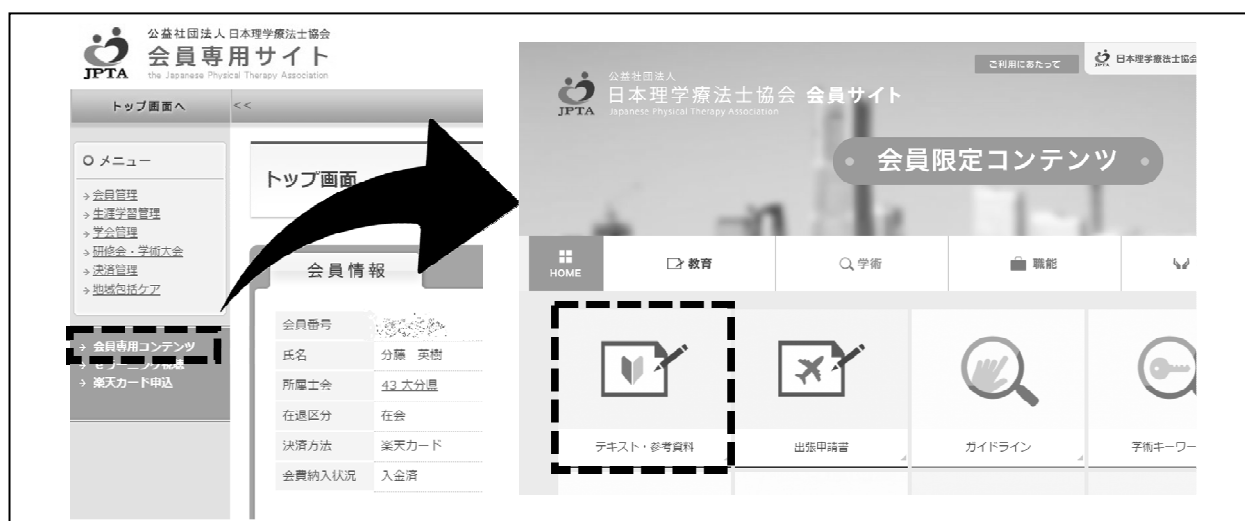 公益社団法人日本理学療法士協会
会員専用サイト
JPTA
the Japanese Physical Therapy Association
トップ画面へ
<<
メニュー
会員管理
生涯学習管理
学会管理
研修会・学術大会
決済管理
地域包括ケア
会員専用コンテンツ
楽天カード申込
トップ画面
会員情報
会員番号
氏名 分藤 英樹
所属士会 43 大分県
在退区分 在会
決済方法 楽天カード
会費納入状況 入金済
ご利用にあたって
JPTA
日本理学療法士協会
公益社団法人
日本理学療法士協会 会員サイト
JPTA
Japanese Physical Therapy Association
会員限定コンテンツ
HOME
教育
学術
職能
テキスト・参考資料
出張申請書
ガイドライン
学術キーワー